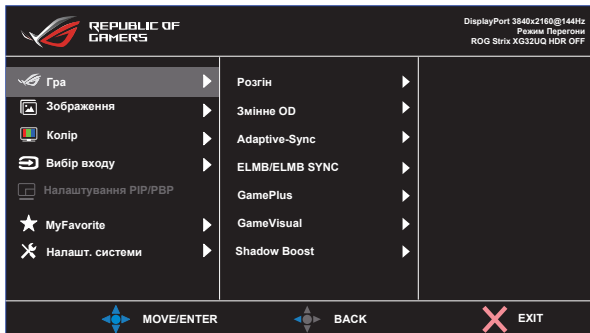 REPUBLIC OF
GAMERS
DisplayPort 3840x2160@144Hz
Режим Перегони
ROG Strix XG32UQ HDR OFF
Гра
Зображення
Колір
Вибір входу
Налаштування PIP/PBP
MyFavorite
Налашт. системи
Розгін
Змінне OD
Adaptive-Sync
ELMB/ELMB SYNC
GamePlus
GameVisual
Shadow Boost
MOVE/ENTER
BACK
EXIT